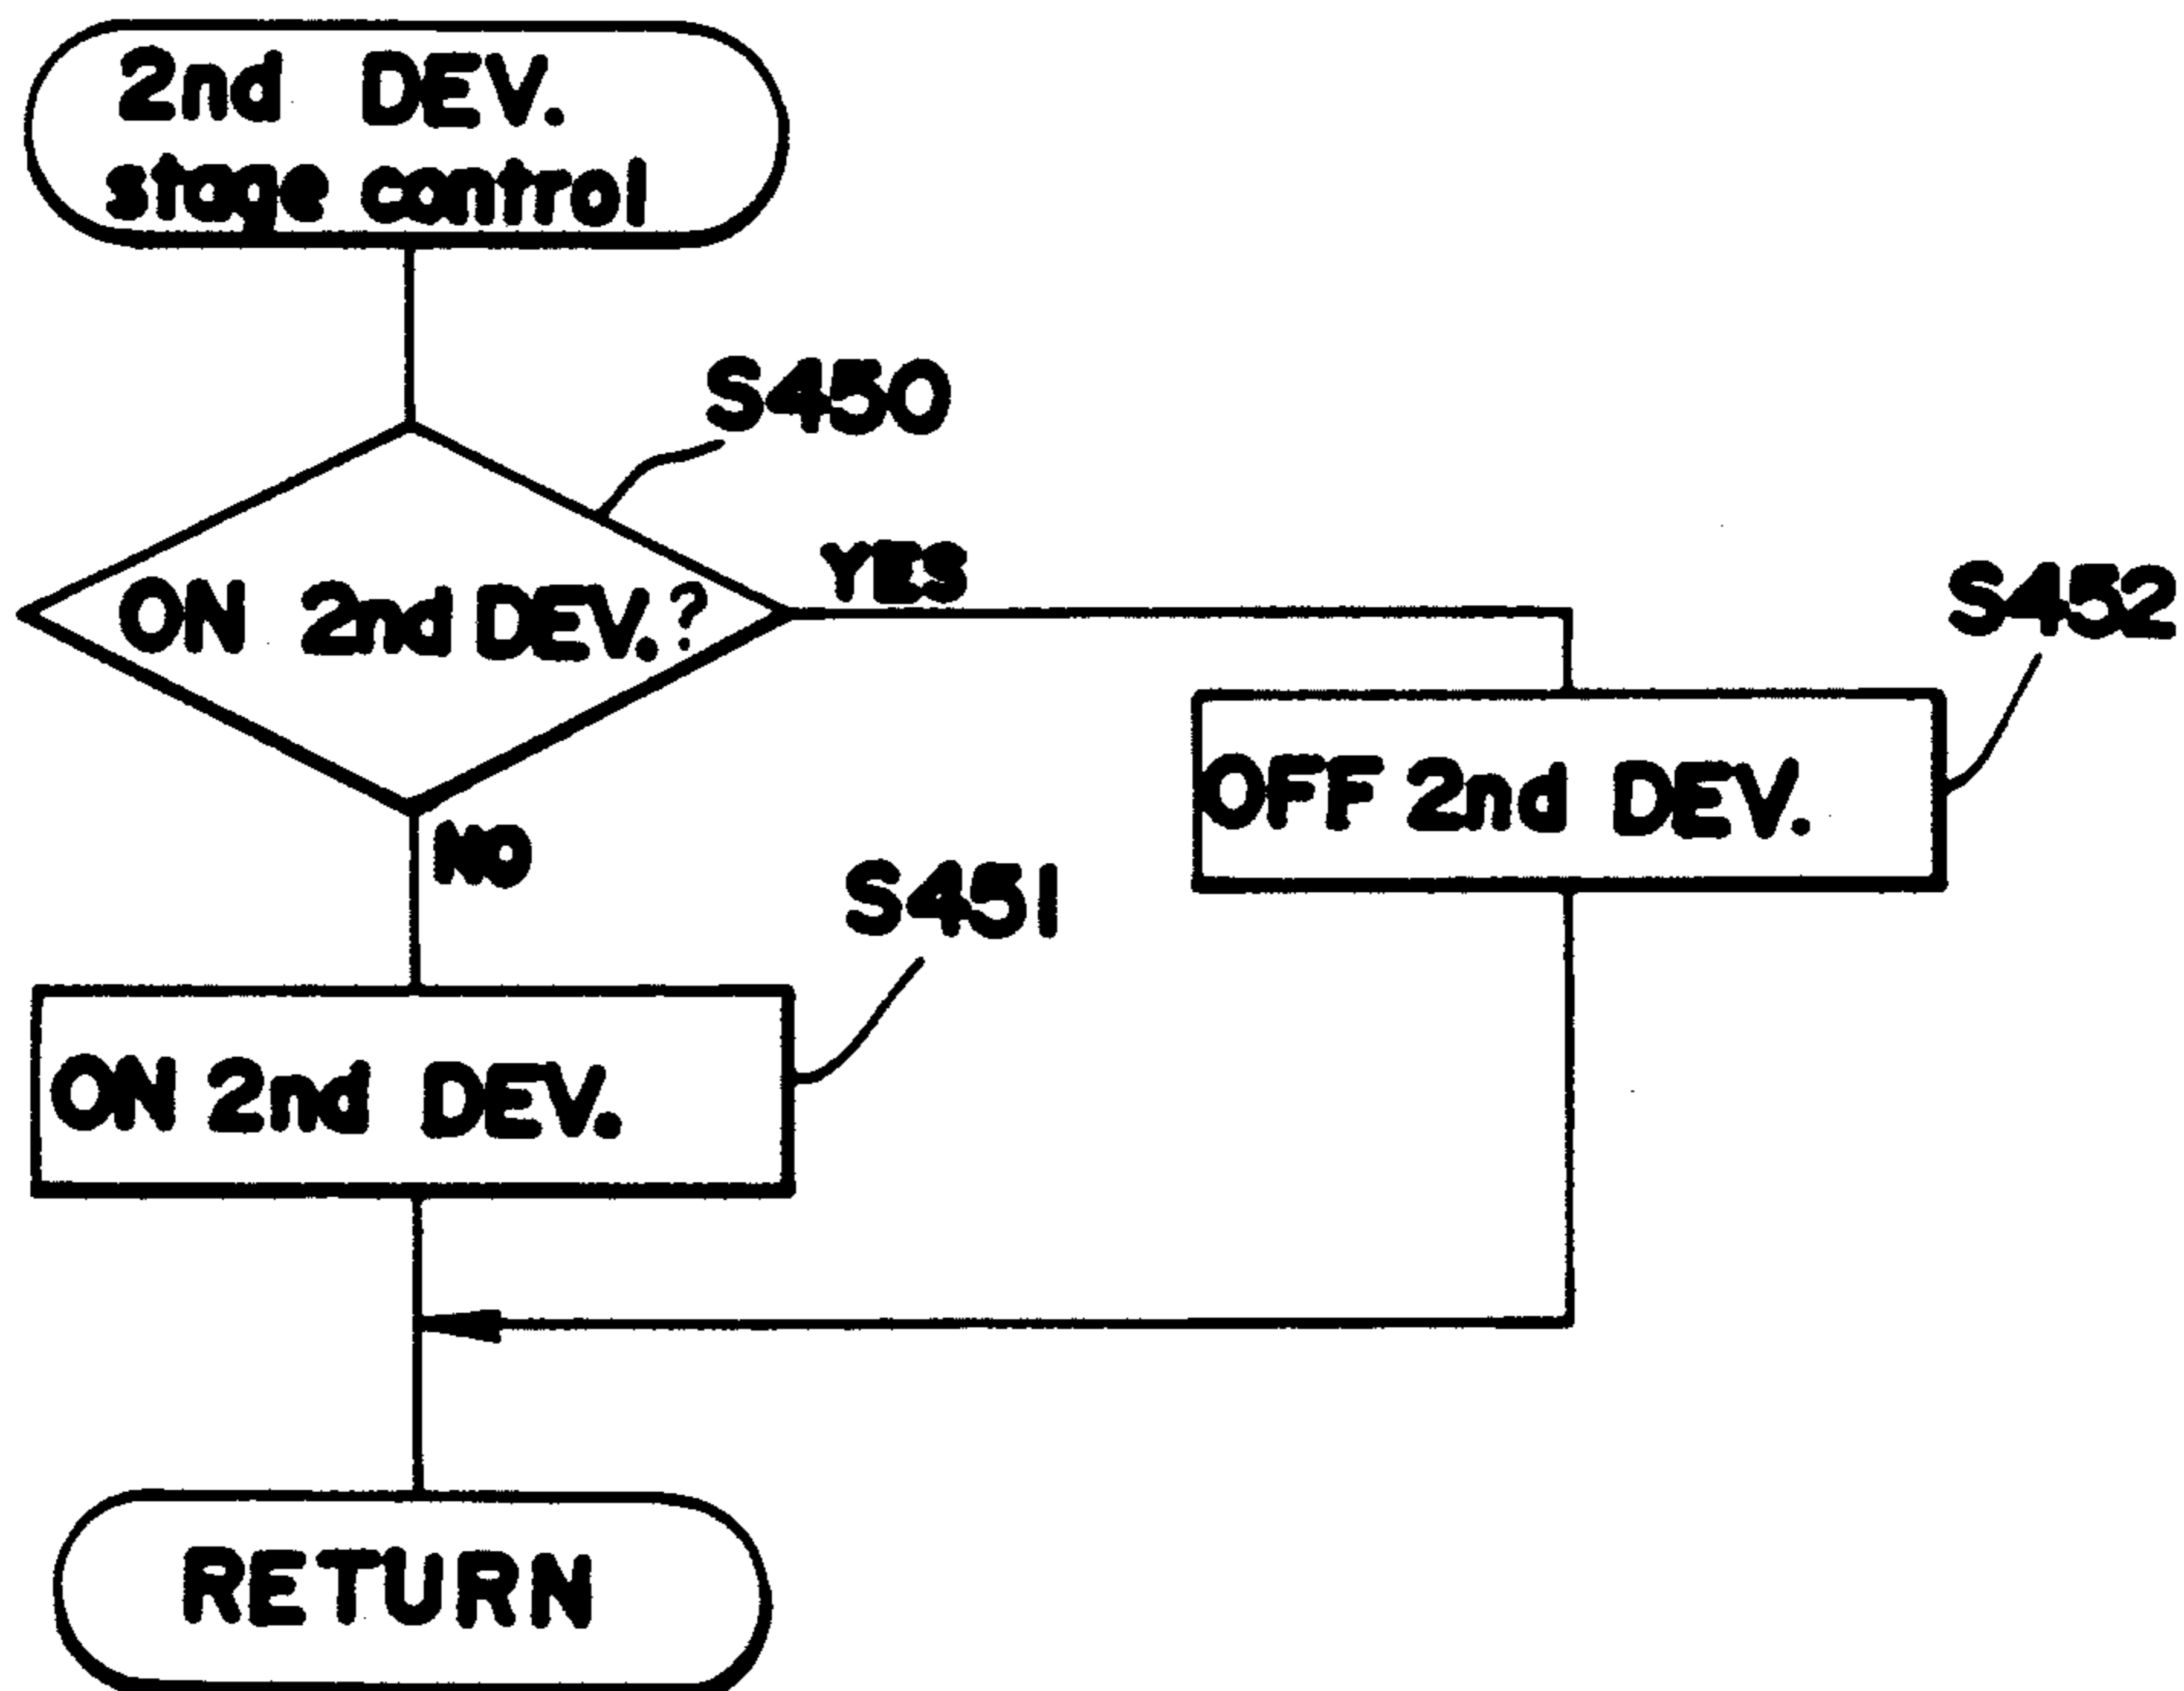 2nd DEV.
stage control
S450
ON 2nd DEV.?
YES
S452
OFF 2nd DEV.
NO
S451
ON 2nd DEV.
RETURN